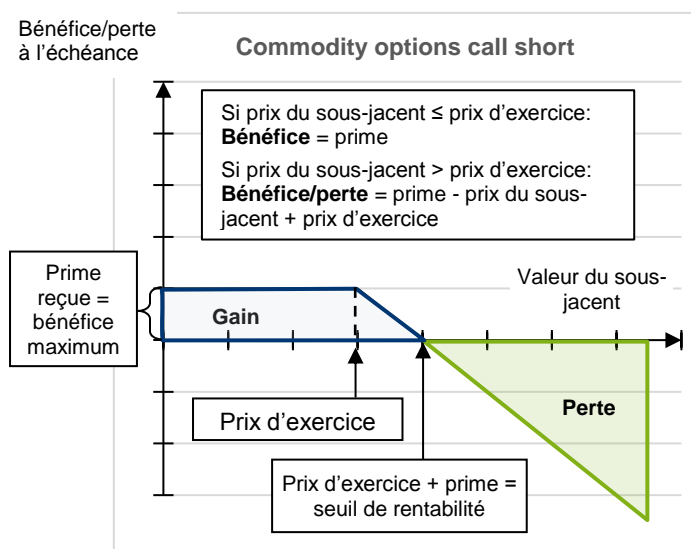 Bénéfice/perte
à l'échéance
Commodity options call short
Si prix du sous-jacent ≤ prix d'exercice:
Bénéfice = prime
Si prix du sous-jacent > prix d'exercice:
Bénéfice/perte = prime - prix du sous-
jacent + prix d'exercice
Prime
reçue =
bénéfice
maximum
Gain
Valeur du sous-
jacent
Prix d'exercice
Perte
Prix d'exercice + prime =
seuil de rentabilité